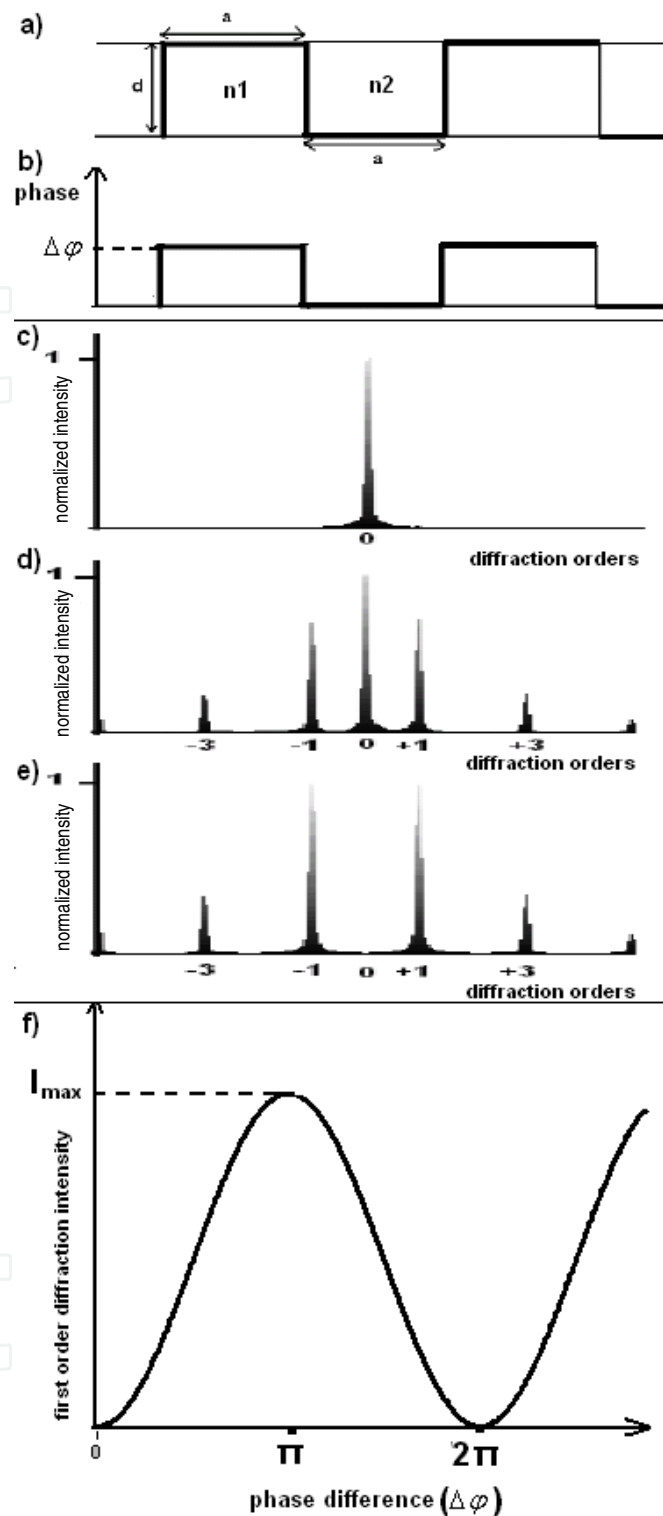 a)
a
d
n1
n2
a
b)
phase
Δφ
c)
1
normalized intensity
0
diffraction orders
d)
1
normalized intensity
-3 -1 0 +1 +3
diffraction orders
e)
1
normalized intensity
-3 -1 0 +1 +3
diffraction orders
f)
Imax
first order diffraction intensity
0 π 2π
phase difference (Δφ)